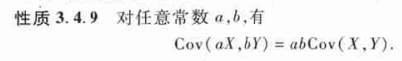 性质 3.4.9 对任意常数 a,b,有
Cov(aX,bY) = abCov(X,Y).